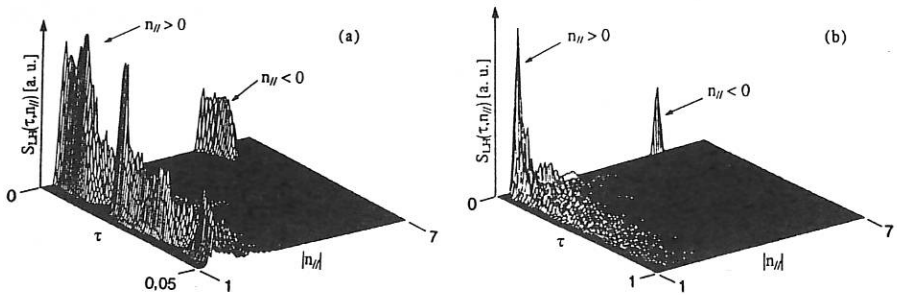 (a)
n// > 0
n// < 0
S_LH(τ,n//) [a. u.]
0
τ
0,05
1
|n//|
7
(b)
n// > 0
n// < 0
S_LH(τ,n//) [a. u.]
0
τ
1
1
|n//|
7